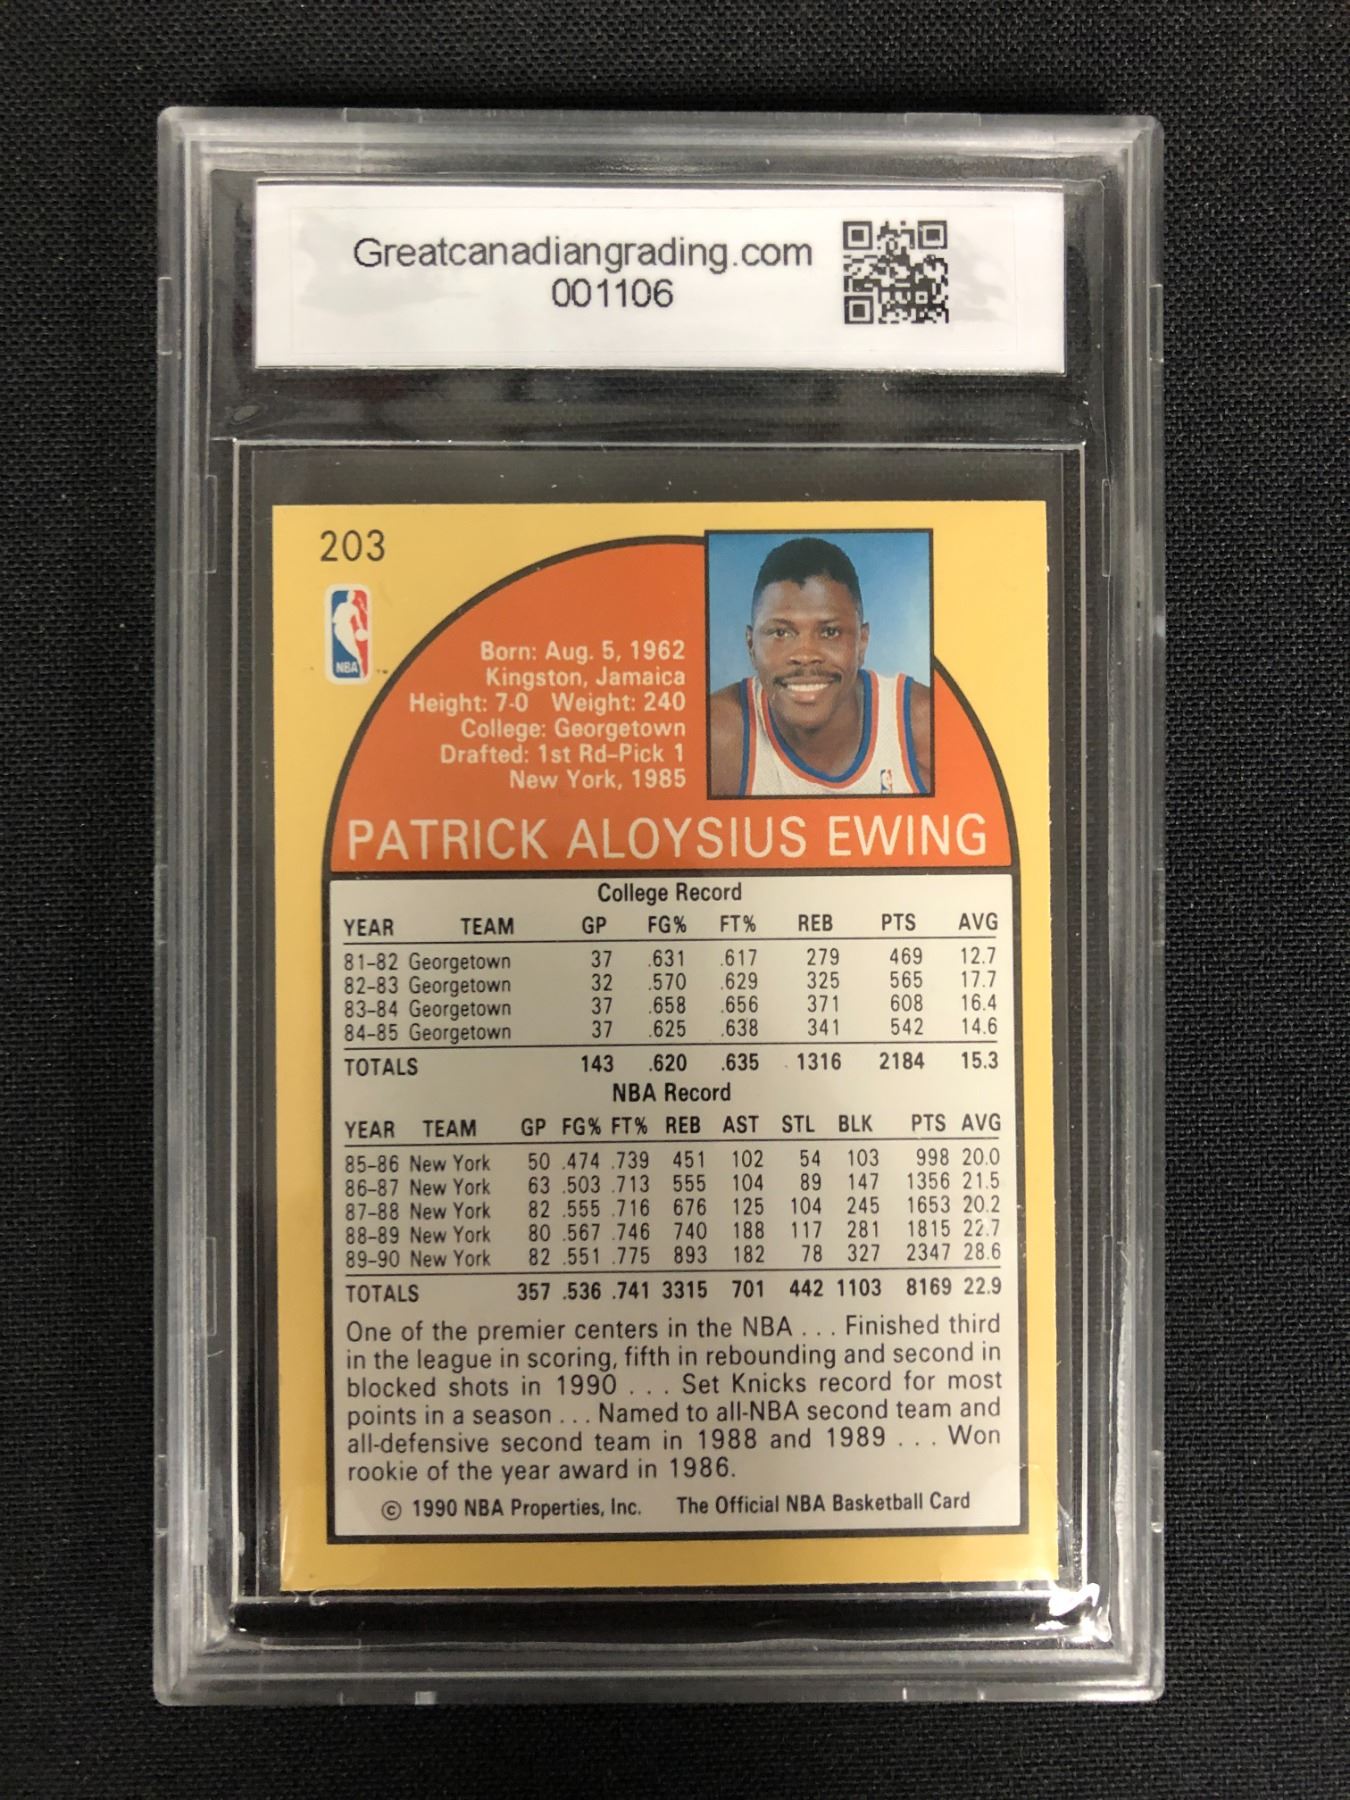 Greatcanadiangrading.com
001106
203
NBA
Born: Aug. 5, 1962
Kingston, Jamaica
Height: 7-0 Weight: 240
College: Georgetown
Drafted: 1st Rd–Pick 1
New York, 1985
PATRICK ALOYSIUS EWING
College Record
YEAR TEAM GP FG% FT% REB PTS AVG
81–82 Georgetown 37 .631 .617 279 469 12.7
82–83 Georgetown 32 .570 .629 325 565 17.7
83–84 Georgetown 37 .658 .656 371 608 16.4
84–85 Georgetown 37 .625 .638 341 542 14.6
TOTALS 143 .620 .635 1316 2184 15.3
NBA Record
YEAR TEAM GP FG% FT% REB AST STL BLK PTS AVG
85–86 New York 50 .474 .739 451 102 54 103 998 20.0
86–87 New York 63 .503 .713 555 104 89 147 1356 21.5
87–88 New York 82 .555 .716 676 125 104 245 1653 20.2
88–89 New York 80 .567 .746 740 188 117 281 1815 22.7
89–90 New York 82 .551 .775 893 182 78 327 2347 28.6
TOTALS 357 .536 .741 3315 701 442 1103 8169 22.9
One of the premier centers in the NBA . . . Finished third
in the league in scoring, fifth in rebounding and second in
blocked shots in 1990 . . . Set Knicks record for most
points in a season . . . Named to all-NBA second team and
all-defensive second team in 1988 and 1989 . . . Won
rookie of the year award in 1986.
© 1990 NBA Properties, Inc. The Official NBA Basketball Card